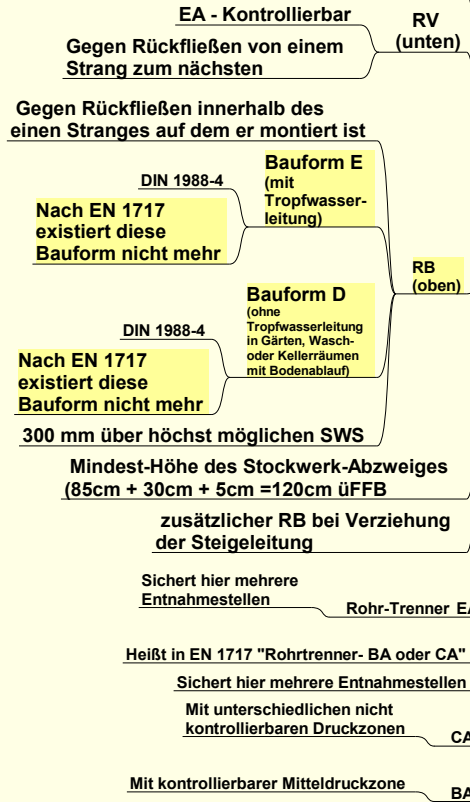 EA - Kontrollierbar
RV
(unten)
Gegen Rückfließen von einem
Strang zum nächsten
Gegen Rückfließen innerhalb des
einen Stranges auf dem er montiert ist
Bauform E
(mit
Tropfwasser-
leitung)
DIN 1988-4
Nach EN 1717
existiert diese
Bauform nicht mehr
RB
(oben)
Bauform D
(ohne
Tropfwasserleitung
in Gärten, Wasch-
oder Kellerräumen
mit Bodenablauf)
DIN 1988-4
Nach EN 1717
existiert diese
Bauform nicht mehr
300 mm über höchst möglichen SWS
Mindest-Höhe des Stockwerk-Abzweiges
(85cm + 30cm + 5cm =120cm üFFB
zusätzlicher RB bei Verziehung
der Steigeleitung
Sichert hier mehrere
Entnahmestellen
Rohr-Trenner EA
Heißt in EN 1717 "Rohrtrenner- BA oder CA"
Sichert hier mehrere Entnahmestellen
Mit unterschiedlichen nicht
kontrollierbaren Druckzonen
CA
Mit kontrollierbarer Mitteldruckzone
BA